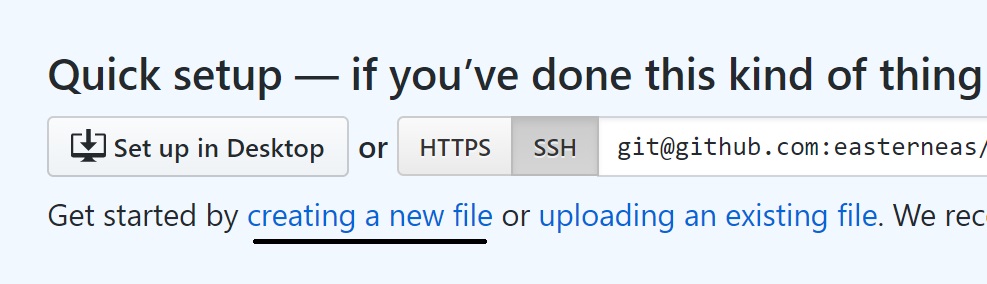 Quick setup — if you’ve done this kind of thing
Set up in Desktop or HTTPS SSH git@github.com:easterneas/
Get started by creating a new file or uploading an existing file. We rec